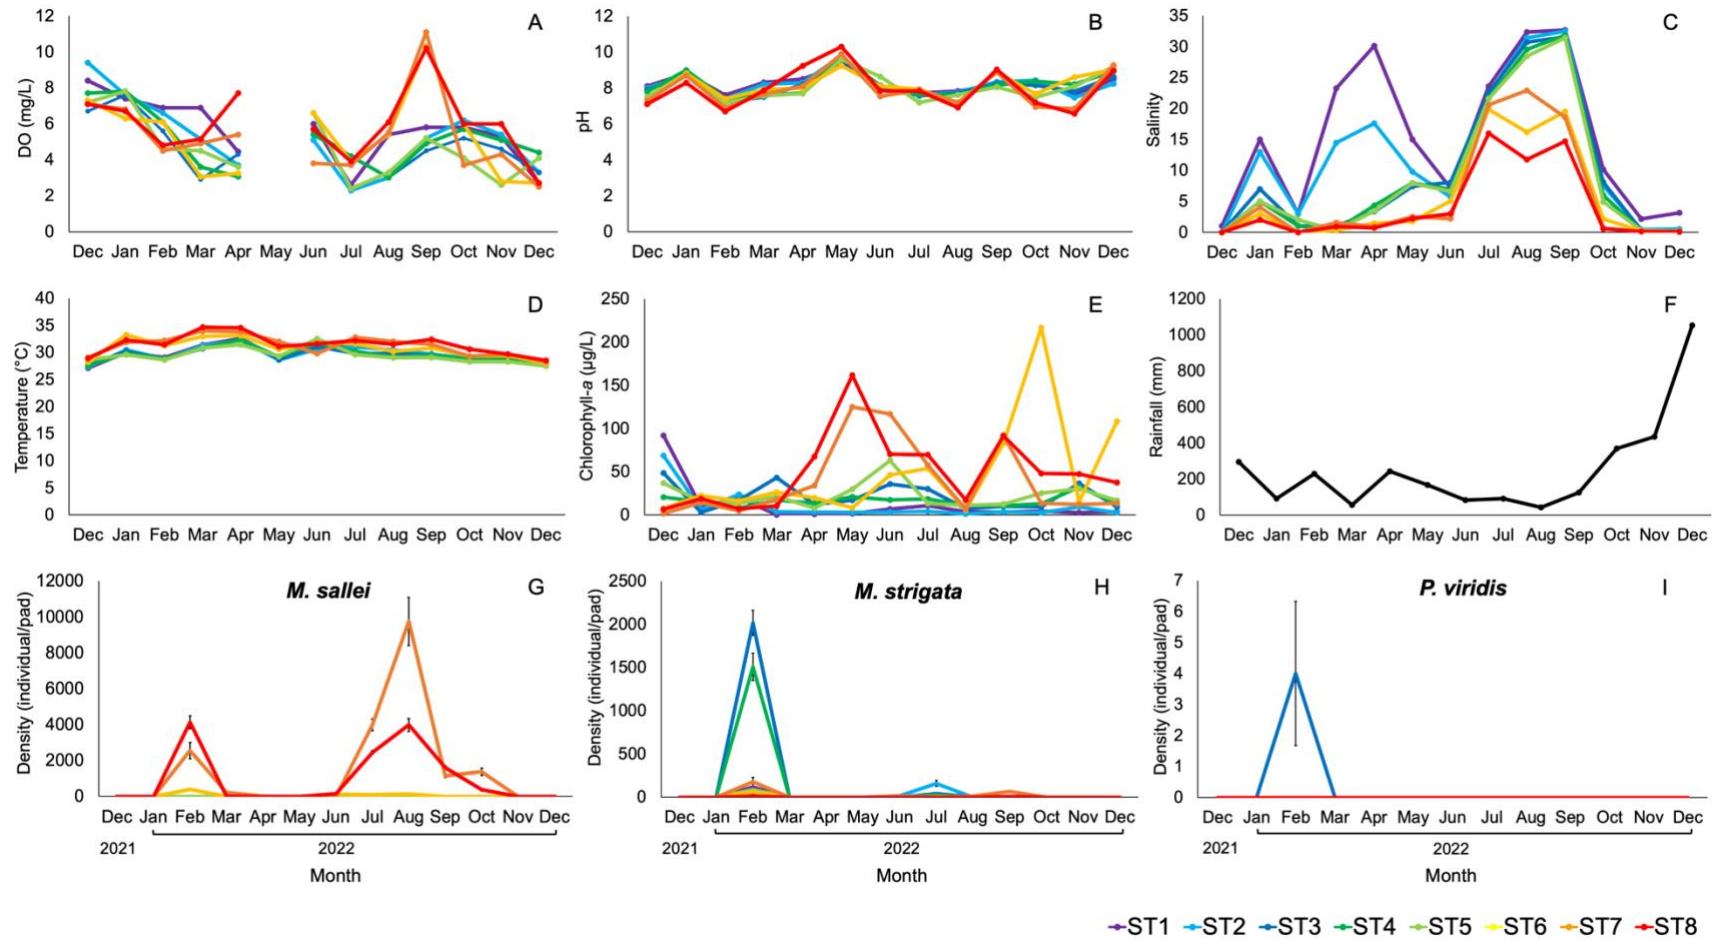 A
DO (mg/L)
12
10
8
6
4
2
0
Dec Jan Feb Mar Apr May Jun Jul Aug Sep Oct Nov Dec
B
pH
12
10
8
6
4
2
0
Dec Jan Feb Mar Apr May Jun Jul Aug Sep Oct Nov Dec
C
Salinity
35
30
25
20
15
10
5
0
Dec Jan Feb Mar Apr May Jun Jul Aug Sep Oct Nov Dec
D
Temperature (°C)
40
35
30
25
20
15
10
5
0
Dec Jan Feb Mar Apr May Jun Jul Aug Sep Oct Nov Dec
E
Chlorophyll-a (µg/L)
250
200
150
100
50
0
Dec Jan Feb Mar Apr May Jun Jul Aug Sep Oct Nov Dec
F
Rainfall (mm)
1200
1000
800
600
400
200
0
Dec Jan Feb Mar Apr May Jun Jul Aug Sep Oct Nov Dec
M. sallei G
Density (individual/pad)
12000
10000
8000
6000
4000
2000
0
Dec Jan Feb Mar Apr May Jun Jul Aug Sep Oct Nov Dec
2021 2022
Month
M. strigata H
Density (individual/pad)
2500
2000
1500
1000
500
0
Dec Jan Feb Mar Apr May Jun Jul Aug Sep Oct Nov Dec
2021 2022
Month
P. viridis I
Density (individual/pad)
7
6
5
4
3
2
1
0
Dec Jan Feb Mar Apr May Jun Jul Aug Sep Oct Nov Dec
2021 2022
Month
ST1 ST2 ST3 ST4 ST5 ST6 ST7 ST8